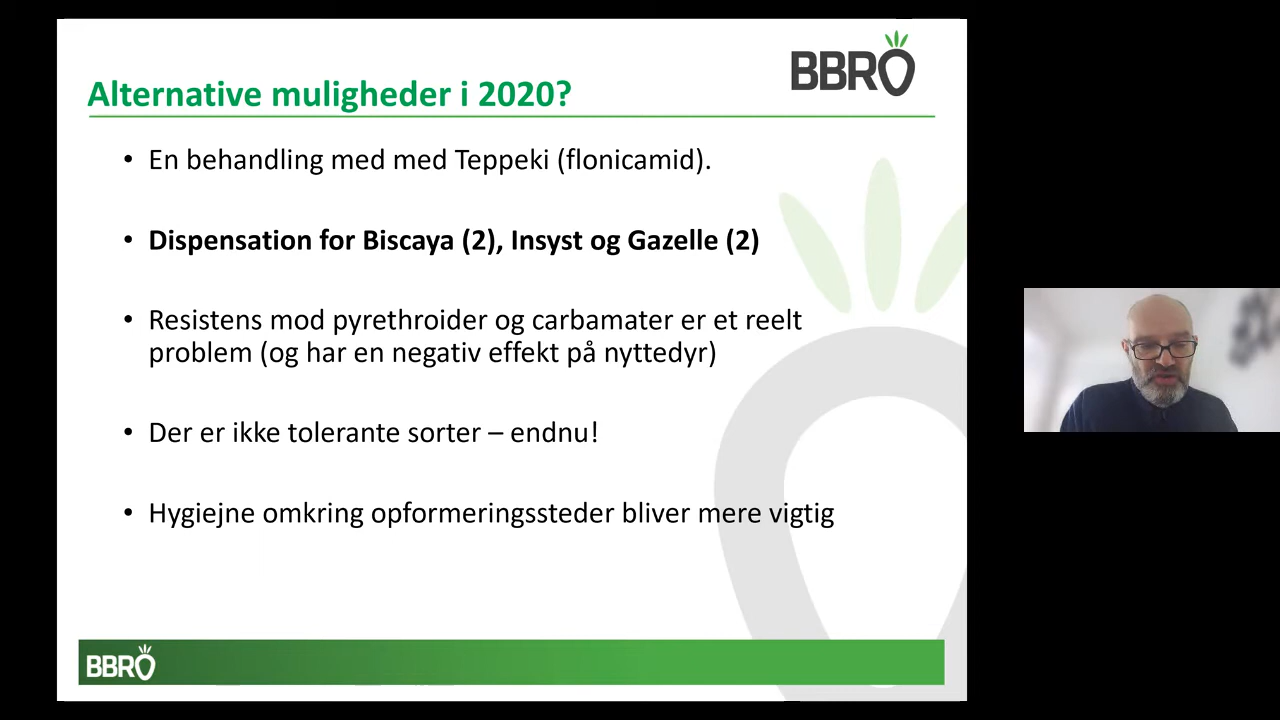 BBRO
Alternative muligheder i 2020?
• En behandling med med Teppeki (flonicamid).
• Dispensation for Biscaya (2), Insyst og Gazelle (2)
• Resistens mod pyrethroider og carbamater er et reelt
problem (og har en negativ effekt på nyttedyr)
• Der er ikke tolerante sorter – endnu!
• Hygiejne omkring opformeringssteder bliver mere vigtig
BBRO